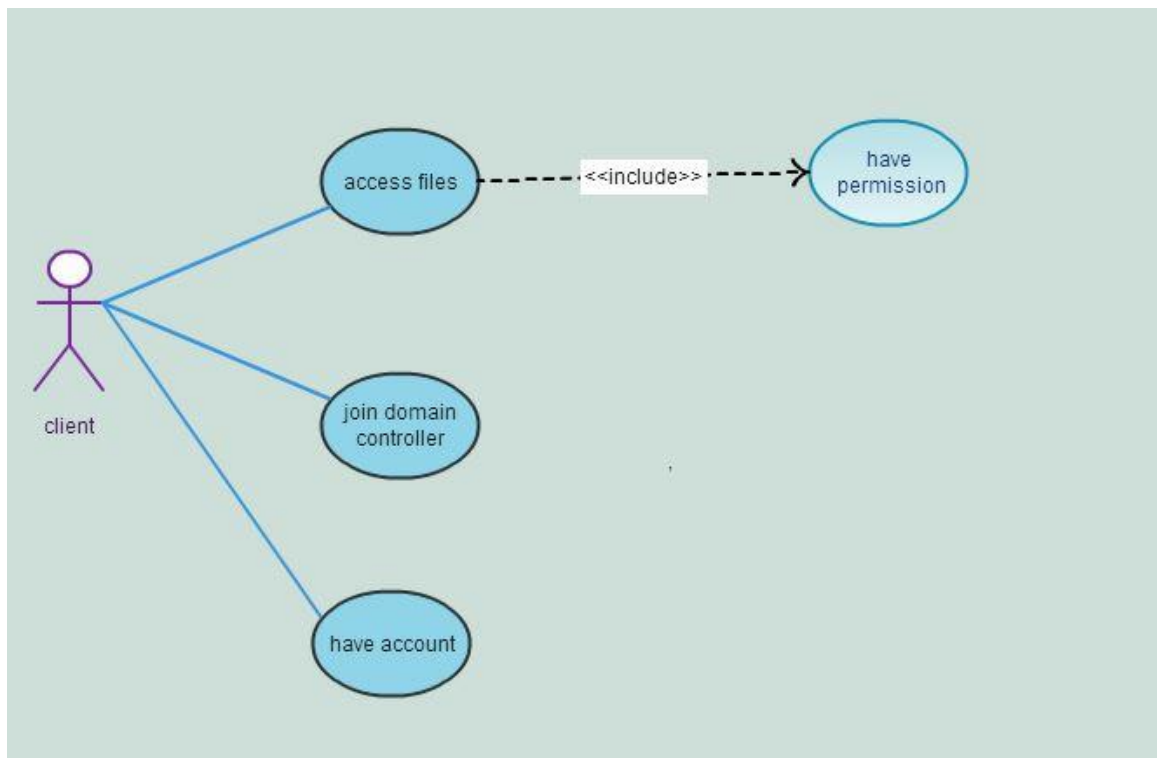 access files
<<include>>
have
permission
client
join domain
controller
,
have account